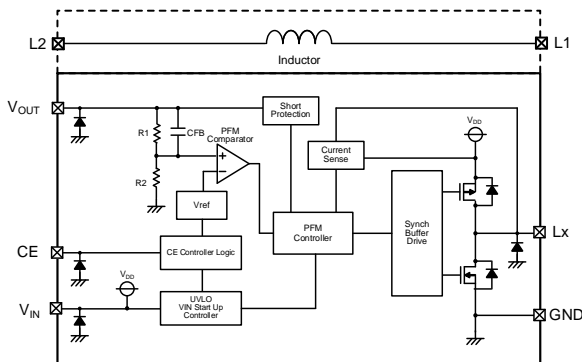 L2
L1
Inductor
VOUT
Short
Protection
VDD
R1
CFB
PFM
Comparator
Current
Sense
+
−
R2
Vref
PFM
Controller
Synch
Buffer
Drive
Lx
CE
CE Controller Logic
VDD
VIN
UVLO
VIN Start Up
Controller
GND